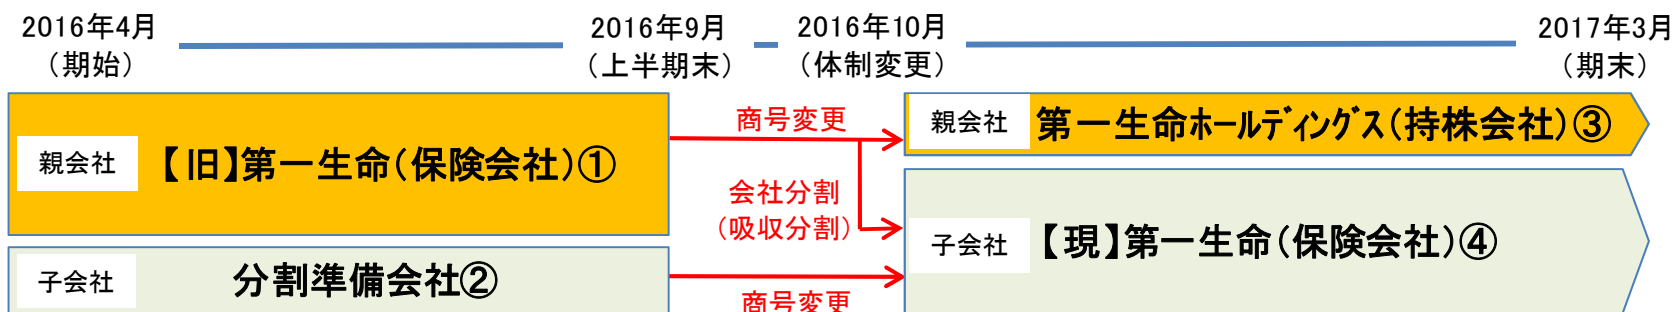 2016年4月
（期始）
2016年9月
（上半期末）
2016年10月
（体制変更）
2017年3月
（期末）
親会社
【旧】第一生命（保険会社）①
商号変更
親会社
第一生命ホールディングス（持株会社）③
会社分割
（吸収分割）
子会社
【現】第一生命（保険会社）④
子会社
分割準備会社②
商号変更